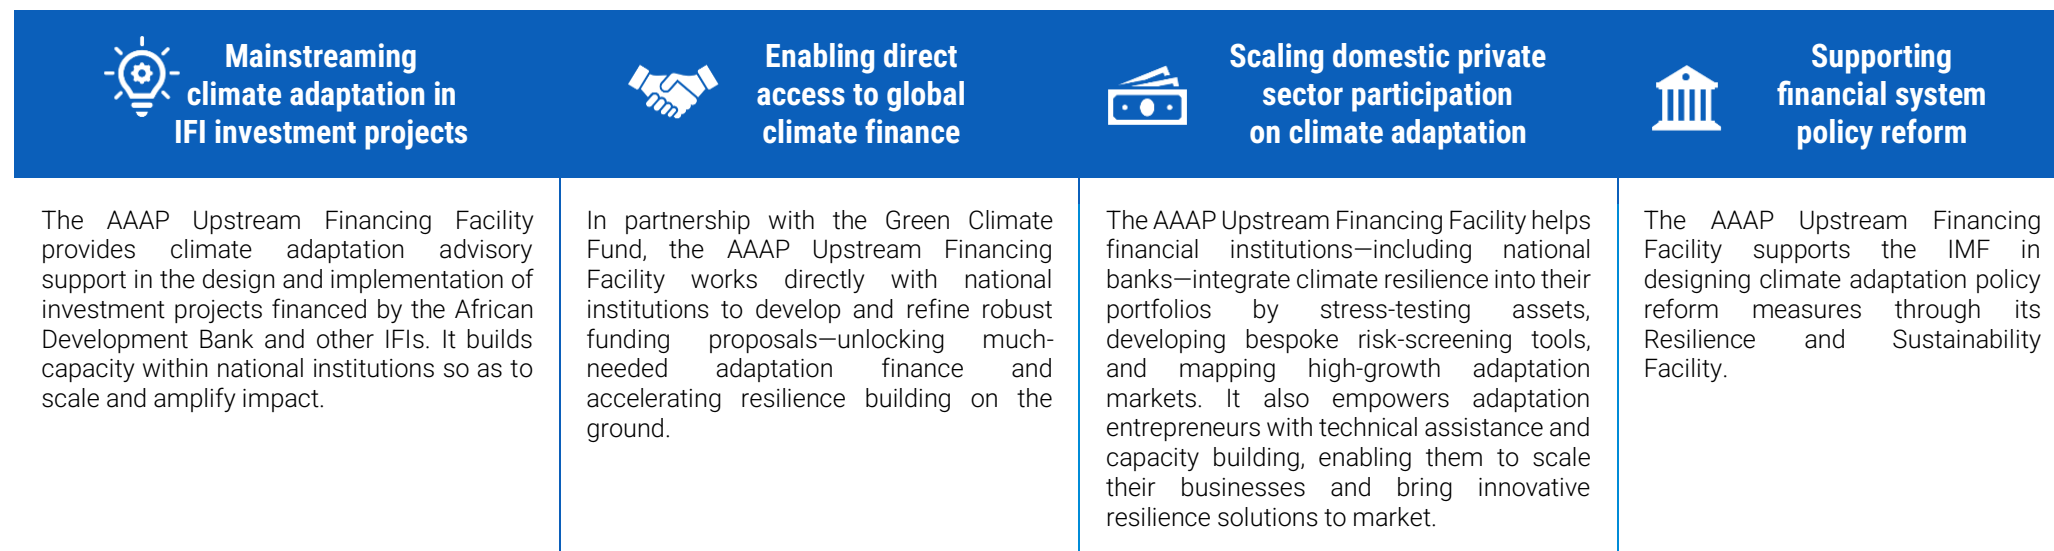 Mainstreaming
climate adaptation in
IFI investment projects
The AAAP Upstream Financing Facility
provides climate adaptation advisory
support in the design and implementation of
investment projects financed by the African
Development Bank and other IFIs. It builds
capacity within national institutions so as to
scale and amplify impact.
Enabling direct
access to global
climate finance
In partnership with the Green Climate
Fund, the AAAP Upstream Financing
Facility works directly with national
institutions to develop and refine robust
funding proposals—unlocking much-
needed adaptation finance and
accelerating resilience building on the
ground.
Scaling domestic private
sector participation
on climate adaptation
The AAAP Upstream Financing Facility helps
financial institutions—including national
banks—integrate climate resilience into their
portfolios by stress-testing assets,
developing bespoke risk-screening tools,
and mapping high-growth adaptation
markets. It also empowers adaptation
entrepreneurs with technical assistance and
capacity building, enabling them to scale
their businesses and bring innovative
resilience solutions to market.
Supporting
financial system
policy reform
The AAAP Upstream Financing
Facility supports the IMF in
designing climate adaptation policy
reform measures through its
Resilience and Sustainability
Facility.